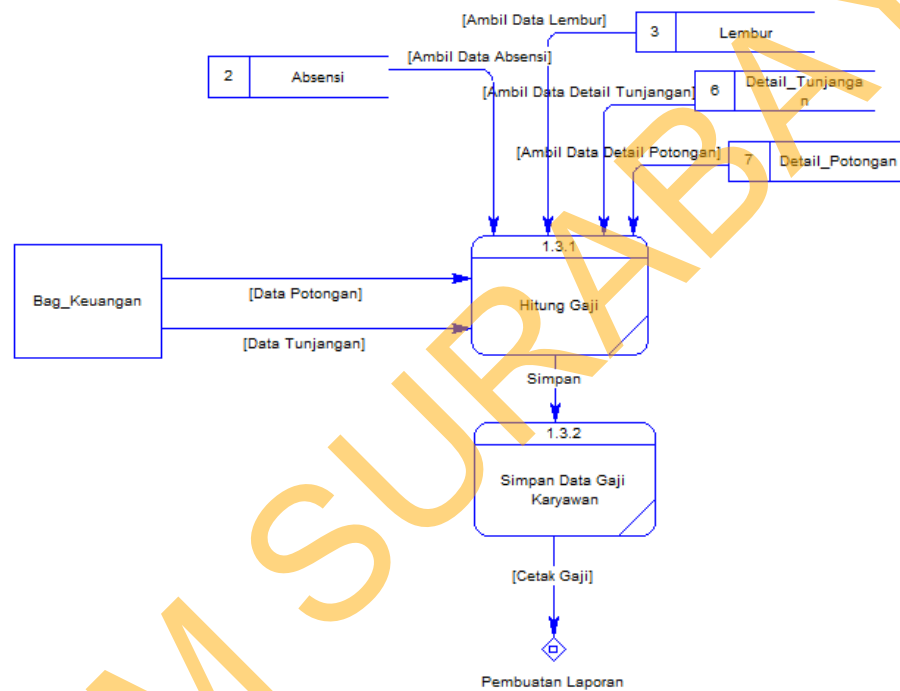 [Ambil Data Lembur]
3
Lembur
[Ambil Data Absensi]
2
Absensi
[Ambil Data Detail Tunjangan]
6
Detail_Tunjanga
n
[Ambil Data Detail Potongan]
7
Detail_Potongan
1.3.1
Hitung Gaji
Bag_Keuangan
[Data Potongan]
[Data Tunjangan]
Simpan
1.3.2
Simpan Data Gaji
Karyawan
[Cetak Gaji]
Pembuatan Laporan
M SURABAY